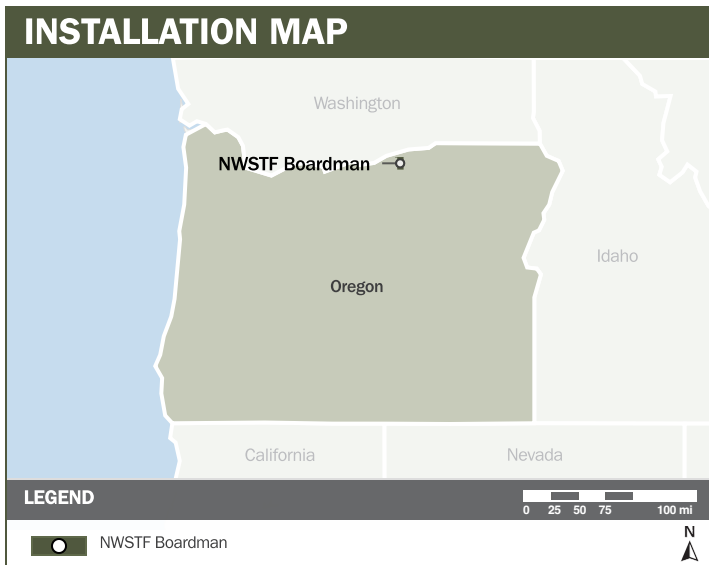 INSTALLATION MAP
Washington
NWSTF Boardman
Idaho
Oregon
California
Nevada
LEGEND
0 25 50 75 100 mi
NWSTF Boardman
N